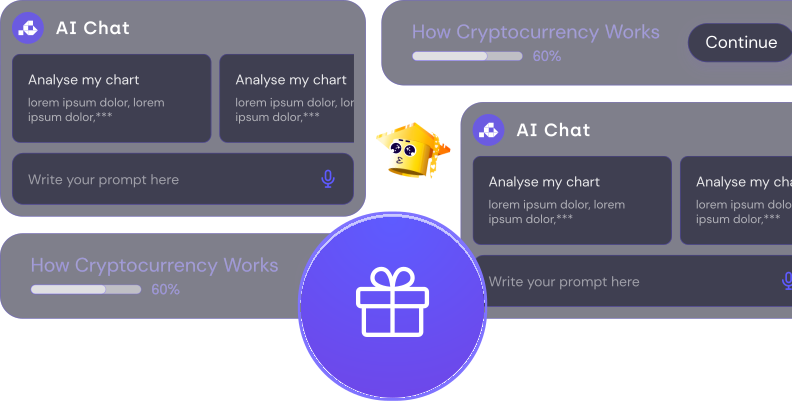 AI Chat
Analyse my chart
lorem ipsum dolor, lorem
ipsum dolor,***
Analyse my chart
lorem ipsum dolor, lor
ipsum dolor,***
Write your prompt here
How Cryptocurrency Works
60%
Continue
AI Chat
Analyse my chart
lorem ipsum dolor, lorem
ipsum dolor,***
Analyse my cha
lorem ipsum dolor
ipsum dolor,***
Write your prompt here
How Cryptocurrency Works
60%